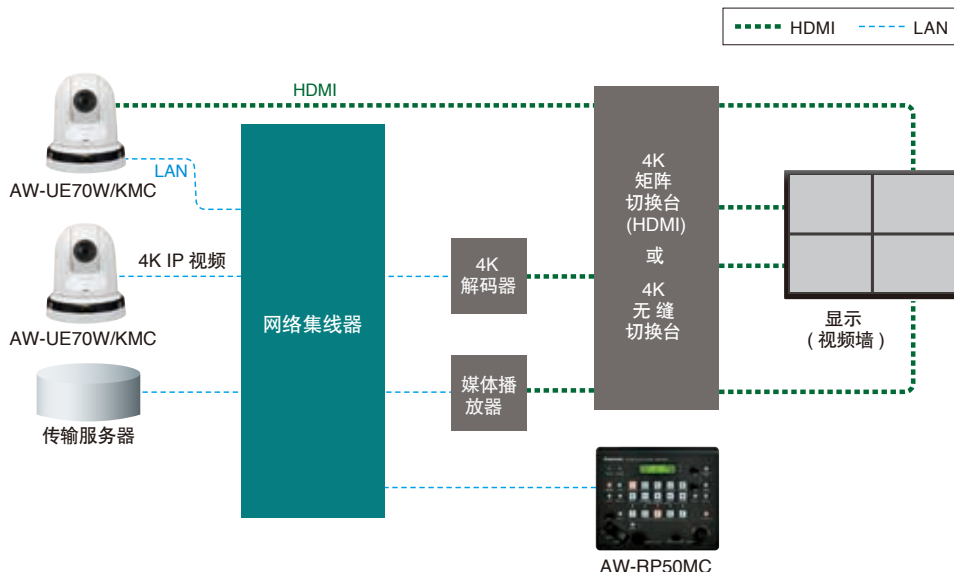 HDMI
LAN
HDMI
LAN
AW-UE70W/KMC
4K IP 视频
AW-UE70W/KMC
传输服务器
网络集线器
4K
解码器
媒体播
放器
4K
矩阵
切换台
(HDMI)
或
4K
无 缝
切换台
显示
( 视频墙 )
Panasonic
AW-RP50MC